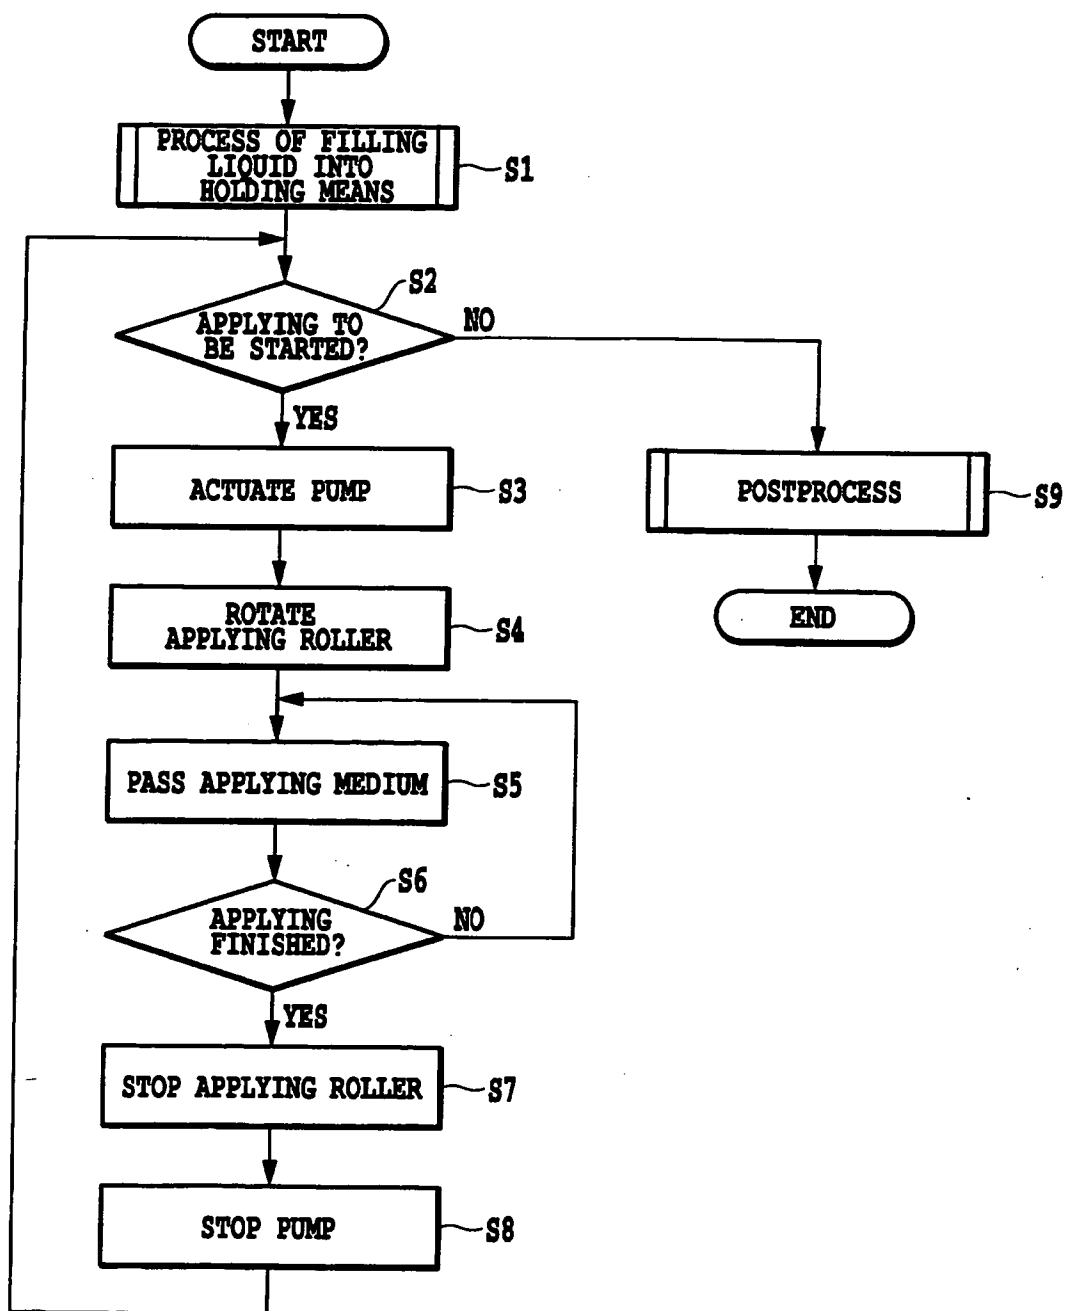 START
PROCESS OF FILLING
LIQUID INTO
HOLDING MEANS
S1
S2
APPLYING TO
BE STARTED?
NO
YES
ACTUATE PUMP
S3
POSTPROCESS
S9
ROTATE
APPLYING ROLLER
S4
END
PASS APPLYING MEDIUM
S5
S6
APPLYING
FINISHED?
NO
YES
STOP APPLYING ROLLER
S7
STOP PUMP
S8